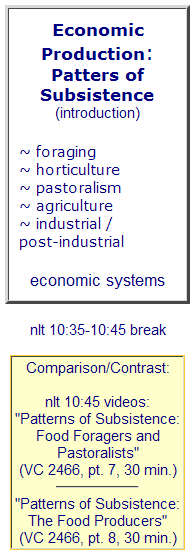 Economic
Production:
Patters of
Subsistence
(introduction)
~ foraging
~ horticulture
~ pastoralism
~ agriculture
~ industrial /
post-industrial
economic systems
nlt 10:35-10:45 break
Comparison/Contrast:
nlt 10:45 videos:
"Patterns of Subsistence:
Food Foragers and
Pastoralists"
(VC 2466, pt. 7, 30 min.)
"Patterns of Subsistence:
The Food Producers"
(VC 2466, pt. 8, 30 min.)